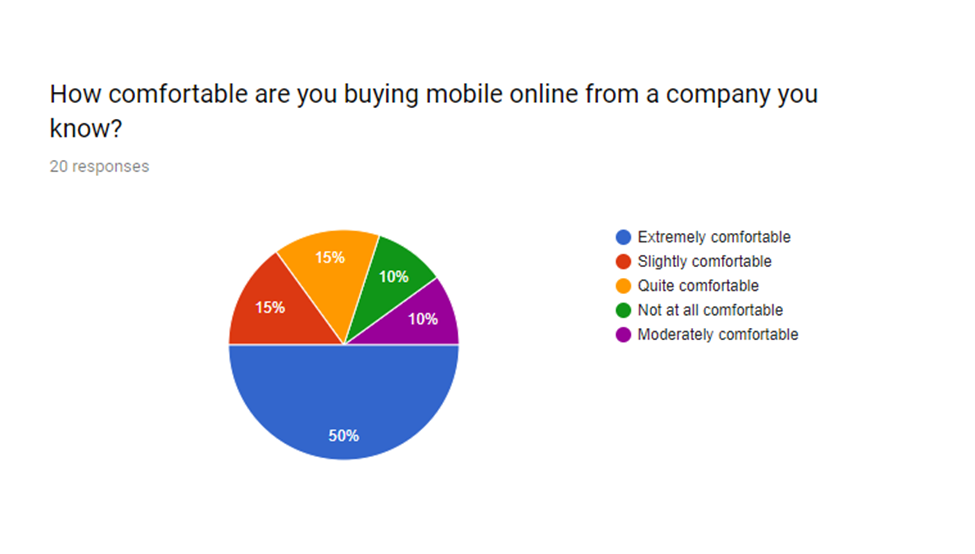 How comfortable are you buying mobile online from a company you
know?
20 responses
15%
10%
15%
10%
50%
Extremely comfortable
Slightly comfortable
Quite comfortable
Not at all comfortable
Moderately comfortable